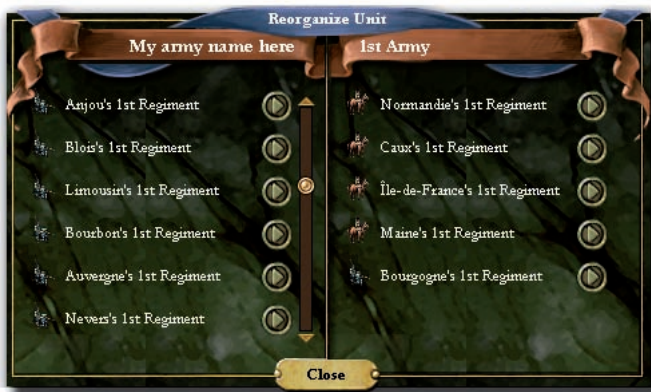 Reorganize Unit
My army name here
1st Army
Anjou's 1st Regiment
Blois's 1st Regiment
Limousin's 1st Regiment
Bourbon's 1st Regiment
Auvergne's 1st Regiment
Nevers's 1st Regiment
Normandie's 1st Regiment
Caux's 1st Regiment
Île-de-France's 1st Regiment
Maine's 1st Regiment
Bourgogne's 1st Regiment
Close